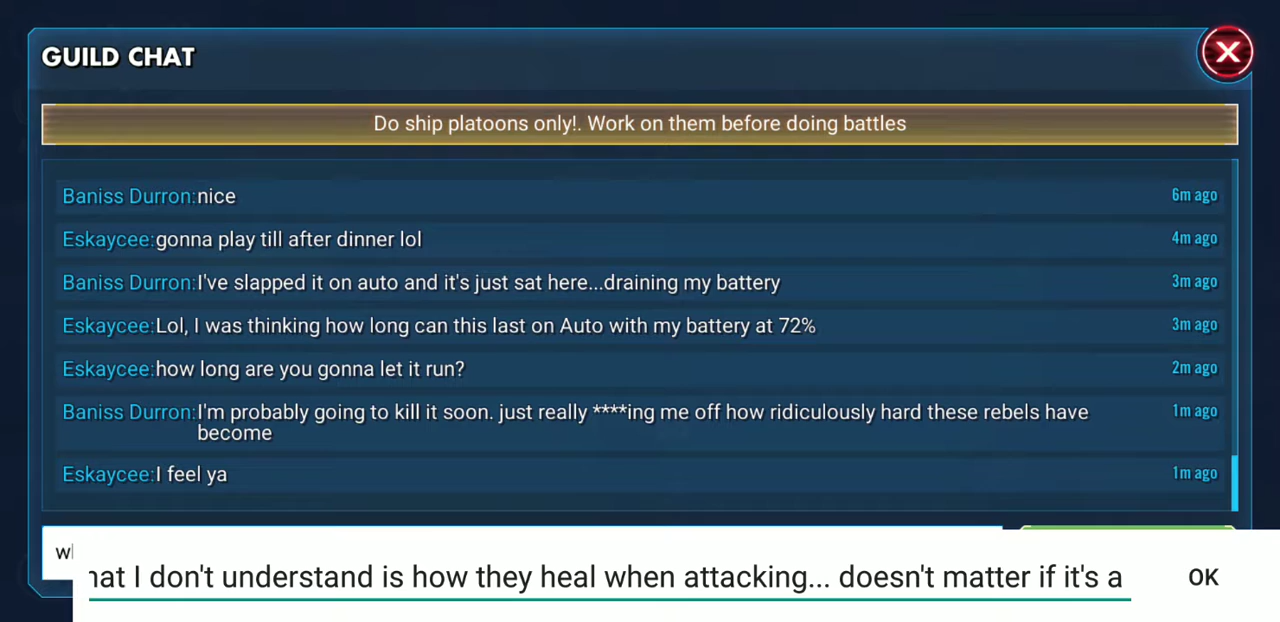 GUILD CHAT
X
Do ship platoons only!. Work on them before doing battles
Baniss Durron:nice 6m ago
Eskaycee:gonna play till after dinner lol 4m ago
Baniss Durron:I've slapped it on auto and it's just sat here...draining my battery 3m ago
Eskaycee:Lol, I was thinking how long can this last on Auto with my battery at 72% 3m ago
Eskaycee:how long are you gonna let it run? 2m ago
Baniss Durron:I'm probably going to kill it soon. just really ****ing me off how ridiculously hard these rebels have 1m ago
become
Eskaycee:I feel ya 1m ago
w
hat I don't understand is how they heal when attacking... doesn't matter if it's a OK